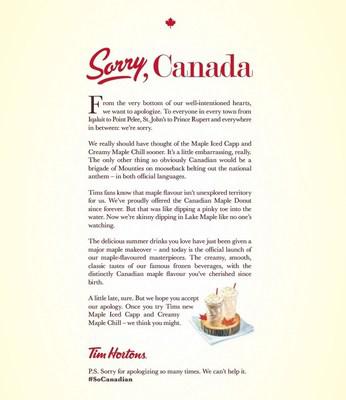 Sorry, Canada
From the very bottom of our well-intentioned hearts,
we want to apologize. To everyone in every town from
Iqaluit to Point Pelee, St. John's to Prince Rupert and everywhere
in between: we're sorry.
We really should have thought of the Maple Iced Capp and
Creamy Maple Chill sooner. It's a little embarrassing, really.
The only other thing so obviously Canadian would be a
brigade of Mounties on mooseback belting out the national
anthem – in both official languages.
Tims fans know that maple flavour isn't unexplored territory
for us. We've proudly offered the Canadian Maple Donut
since forever. But that was like dipping a pinky toe into the
water. Now we're skinny dipping in Lake Maple like no one's
watching.
The delicious summer drinks you love have just been given a
major maple makeover – and today is the official launch of
our maple-flavoured masterpieces. The creamy, smooth,
classic tastes of our famous frozen beverages, with the
distinctly Canadian maple flavour you've cherished since
birth.
A little late, sure. But we hope you accept
our apology. Once you try Tims new
Maple Iced Capp and Creamy
Maple Chill – we think you might.
Tim Hortons.
P.S. Sorry for apologizing so many times. We can't help it.
#SoCanadian